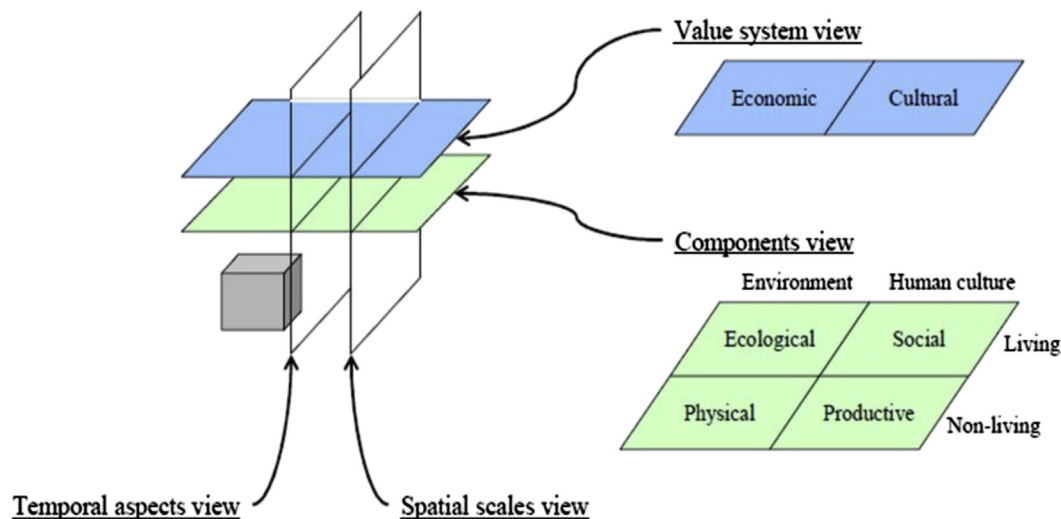 Value system view
Economic Cultural
Components view
Environment Human culture
Ecological Social Living
Physical Productive Non-living
Temporal aspects view Spatial scales view